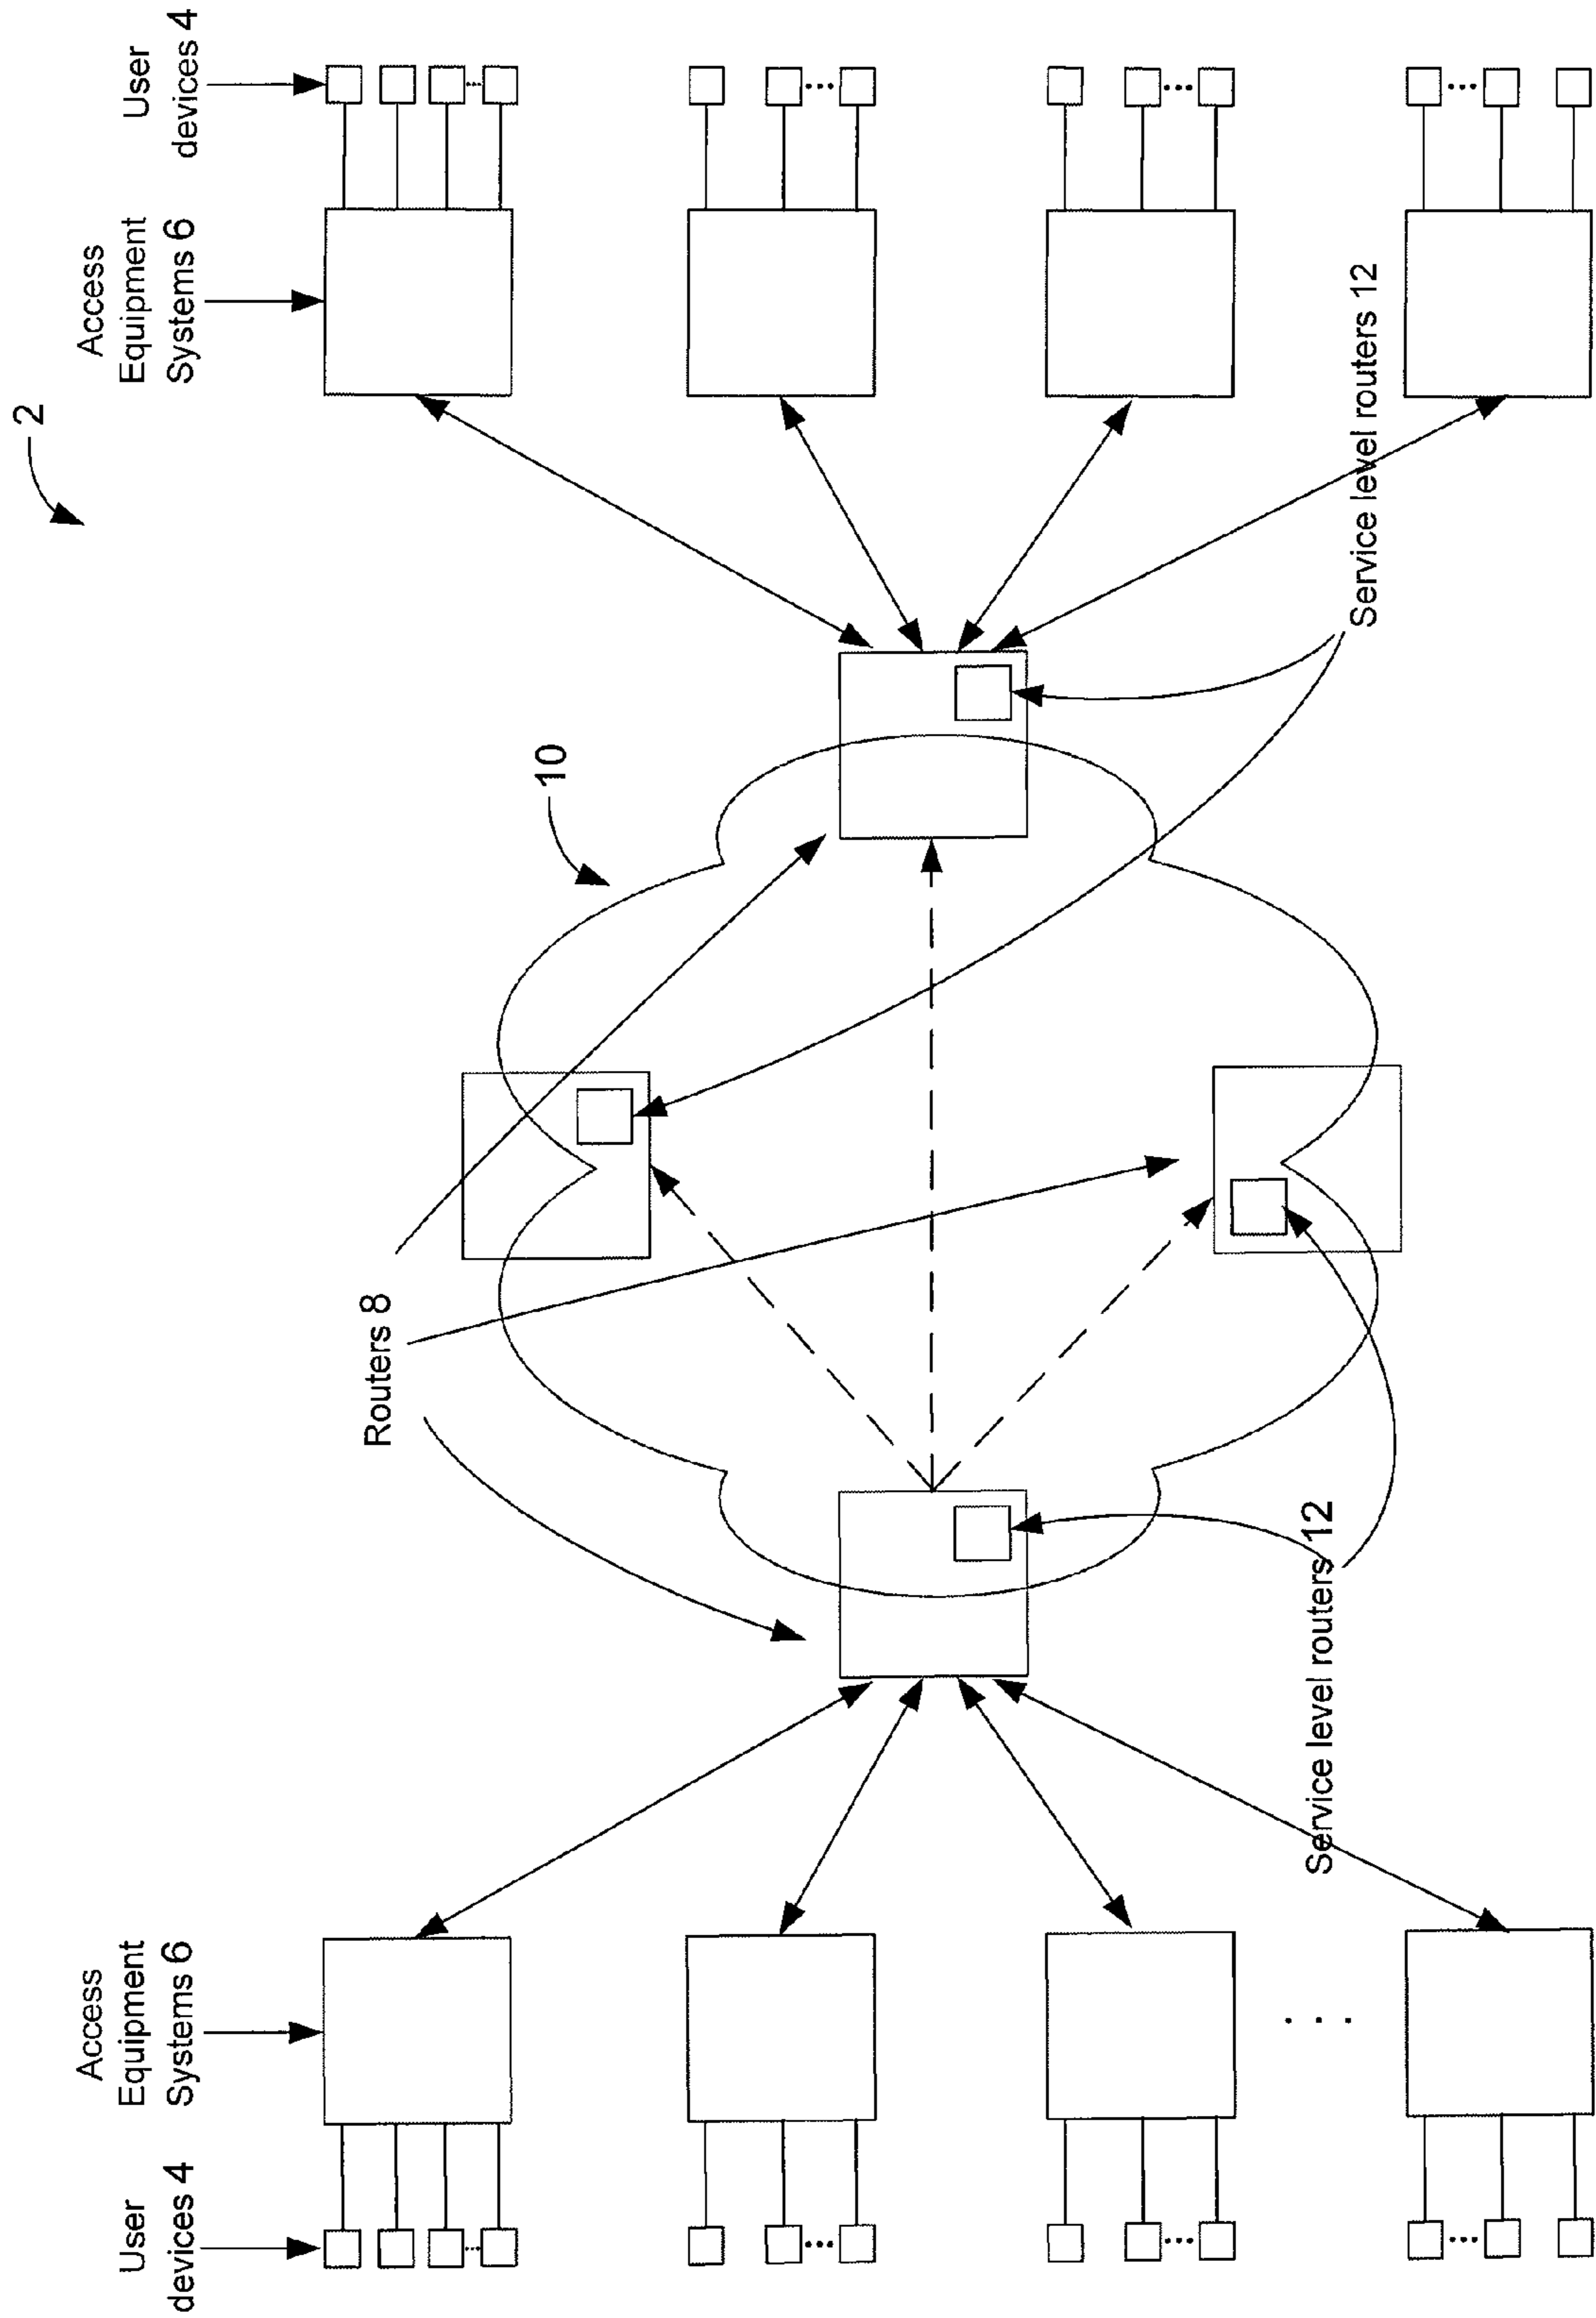 2
User
devices 4
Access
Equipment
Systems 6
Routers 8
10
Access
Equipment
Systems 6
User
devices 4
Service level routers 12
Service level routers 12